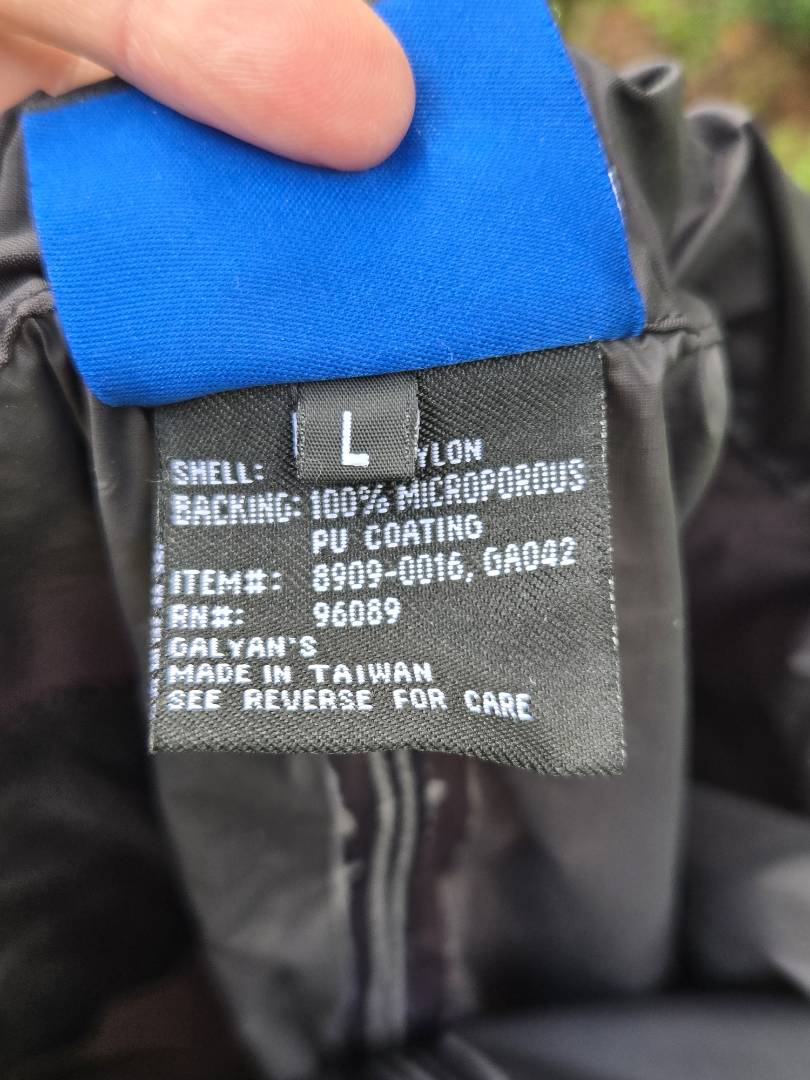 L
SHELL: YLON
BACKING: 100% MICROPOROUS
PU COATING
ITEM#: 8909-0016, GA042
RN#: 96089
GALYAN'S
MADE IN TAIWAN
SEE REVERSE FOR CARE